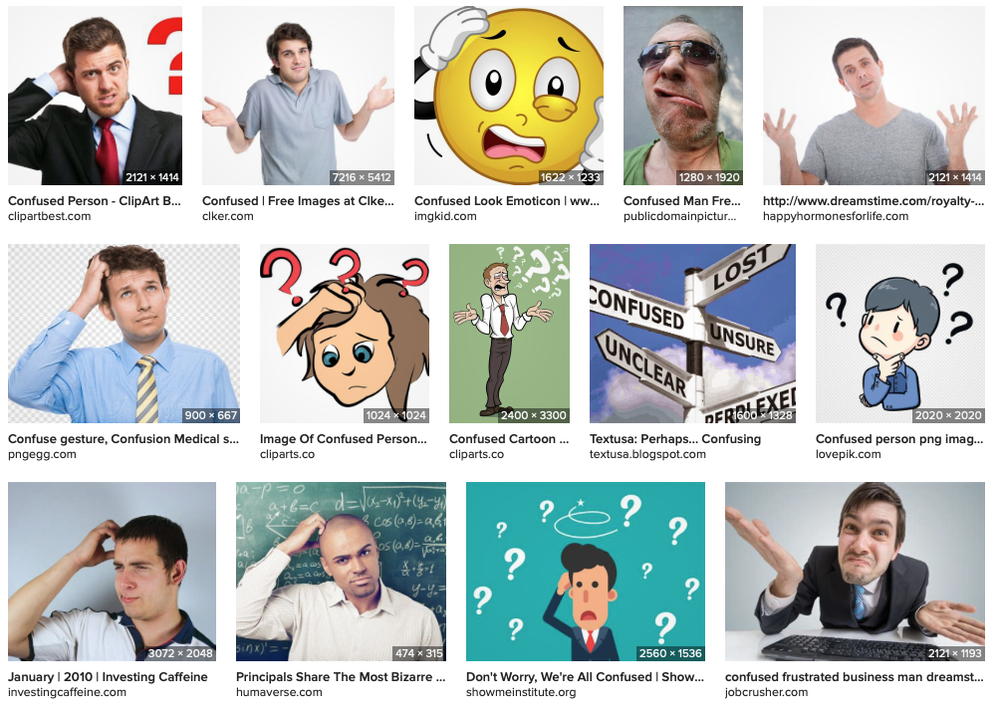 ?
2121 × 1414
7216 × 5412
1622 × 1233
1280 × 1920
2121 × 1414
Confused Person - ClipArt B...
Confused | Free Images at Clke...
Confused Look Emoticon | ww...
Confused Man Fre...
http://www.dreamstime.com/royalty-...
clipartbest.com
clker.com
imgkid.com
publicdomainpictur...
happyhormonesforlife.com
? ? ?
LOST
CONFUSED
UNSURE
UNCLEAR
PERPLEXED
? ? ?
900 × 667
1024 × 1024
2400 × 3300
1600 × 1328
2020 × 2020
Confuse gesture, Confusion Medical s...
Image Of Confused Person...
Confused Cartoon ...
Textusa: Perhaps... Confusing
Confused person png imag...
pngegg.com
cliparts.co
cliparts.co
textusa.blogspot.com
lovepik.com
a+b=c
? ? ? ? ? ? ? ? ?
3072 × 2048
474 × 315
2560 × 1536
2121 × 1193
January | 2010 | Investing Caffeine
Principals Share The Most Bizarre ...
Don't Worry, We're All Confused | Show...
confused frustrated business man dreamst...
investingcaffeine.com
humaverse.com
showmeinstitute.org
jobcrusher.com